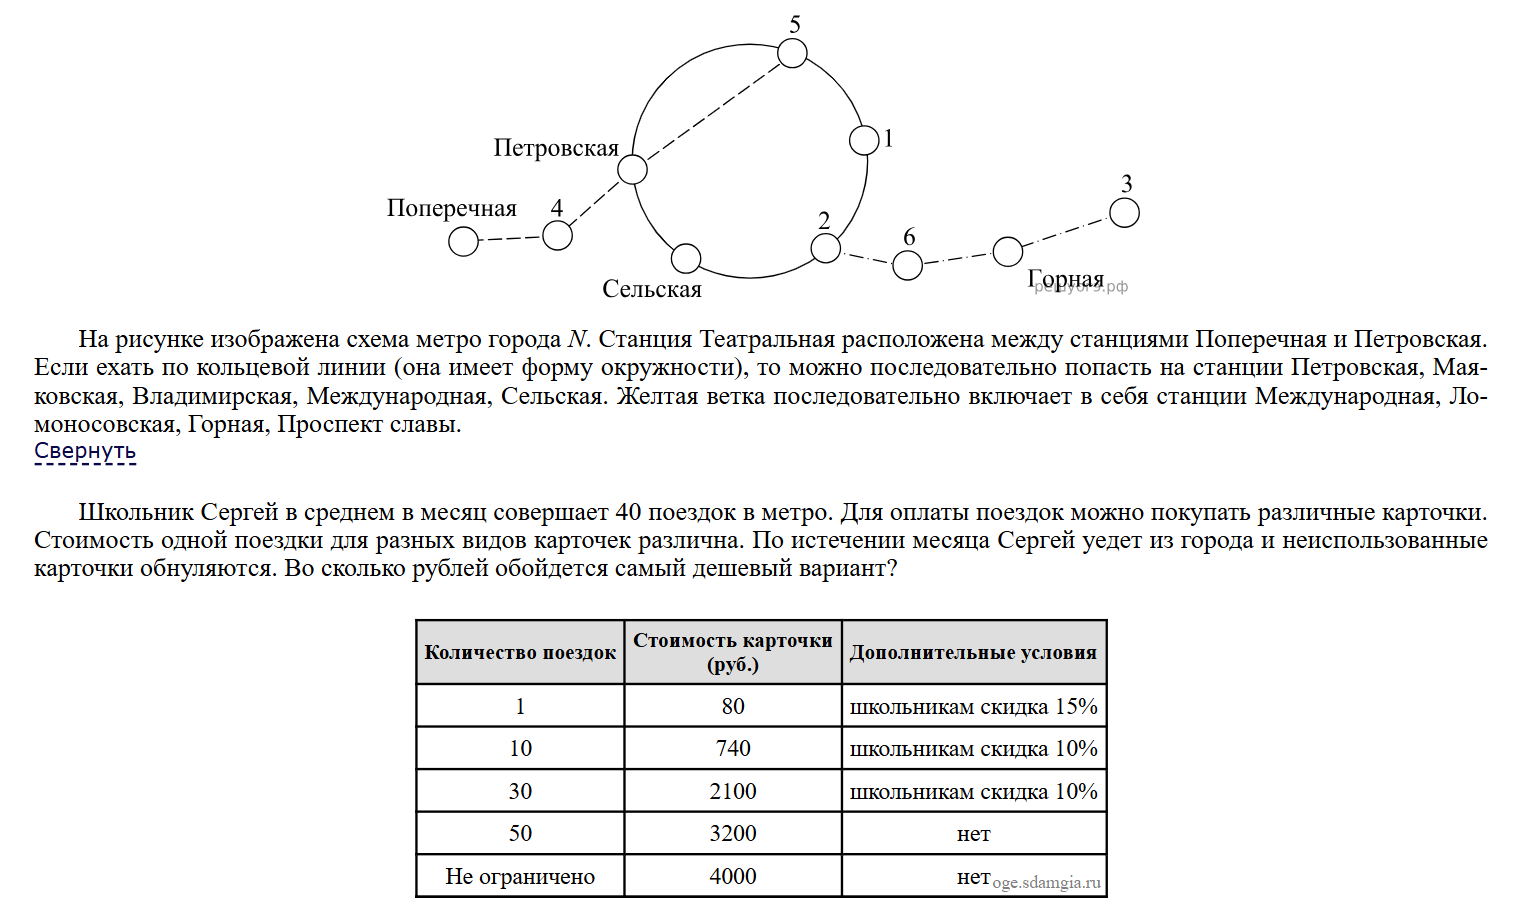 5
Петровская
1
Поперечная
4
3
2
6
Сельская
Горная
решуогэ.рф
На рисунке изображена схема метро города N. Станция Театральная расположена между станциями Поперечная и Петровская.
Если ехать по кольцевой линии (она имеет форму окружности), то можно последовательно попасть на станции Петровская, Мая-
ковская, Владимирская, Международная, Сельская. Желтая ветка последовательно включает в себя станции Международная, Ло-
моносовская, Горная, Проспект славы.
Свернуть
Школьник Сергей в среднем в месяц совершает 40 поездок в метро. Для оплаты поездок можно покупать различные карточки.
Стоимость одной поездки для разных видов карточек различна. По истечении месяца Сергей уедет из города и неиспользованные
карточки обнуляются. Во сколько рублей обойдется самый дешевый вариант?
Количество поездок Стоимость карточки (руб.) Дополнительные условия
1 80 школьникам скидка 15%
10 740 школьникам скидка 10%
30 2100 школьникам скидка 10%
50 3200 нет
Не ограничено 4000 нет
oge.sdamgia.ru